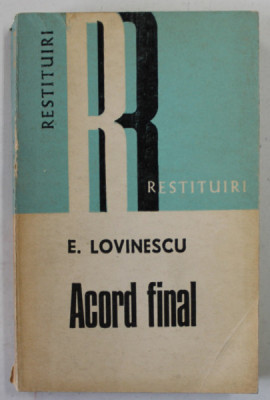 RESTITUIRI
RESTITUIRI
E. LOVINESCU
Acord final